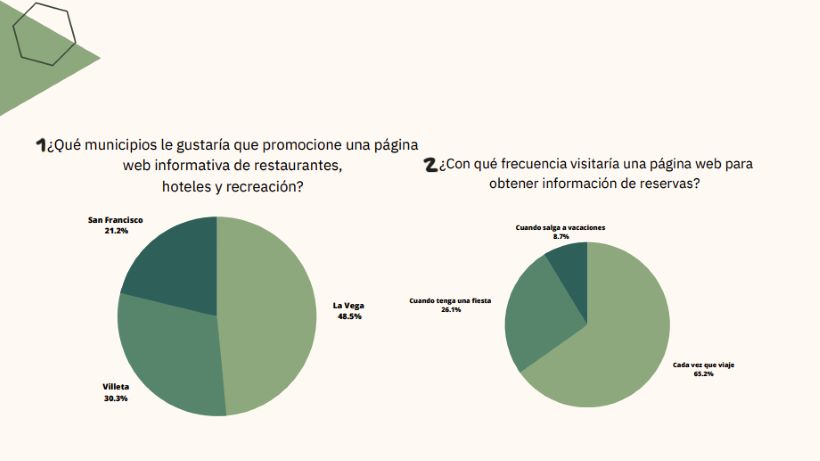 1¿Qué municipios le gustaría que promocione una página
web informativa de restaurantes,
hoteles y recreación?
San Francisco
21.2%
La Vega
48.5%
Villeta
30.3%
2¿Con qué frecuencia visitaría una página web para
obtener información de reservas?
Cuando salga a vacaciones
8.7%
Cuando tenga una fiesta
26.1%
Cada vez que viaje
65.2%